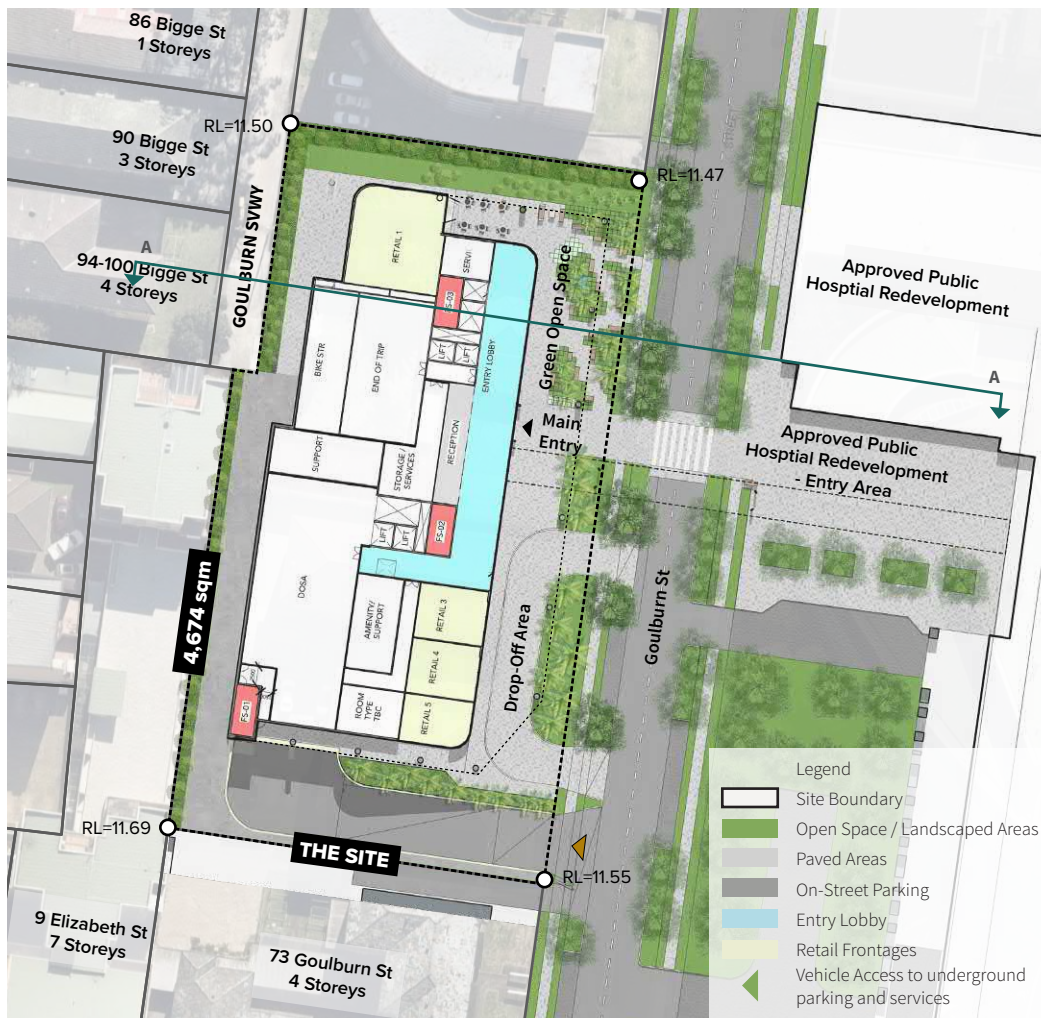 86 Bigge St
1 Storeys
RL=11.50
90 Bigge St
3 Storeys
RL=11.47
GOULBURN SVWY
A
94-100 Bigge St
4 Storeys
RETAIL 1
SERVI.
FS-03
LIFT
LIFT
ENTRY LOBBY
BIKE STR
END OF TRIP
Green Open Space
Approved Public
Hosptial Redevelopment
A
Main
Entry
RECEPTION
SUPPORT
STORAGE /
SERVICES
Approved Public
Hosptial Redevelopment
- Entry Area
FS-02
LIFT
LIFT
DOSA
AMENITY/
SUPPORT
RETAIL 3
RETAIL 4
RETAIL 5
ROOM
TYPE
TBC
FS-01
4,674 sqm
Drop-Off Area
Goulburn St
RL=11.69
THE SITE
RL=11.55
9 Elizabeth St
7 Storeys
73 Goulburn St
4 Storeys
Legend
Site Boundary
Open Space / Landscaped Areas
Paved Areas
On-Street Parking
Entry Lobby
Retail Frontages
Vehicle Access to underground
parking and services